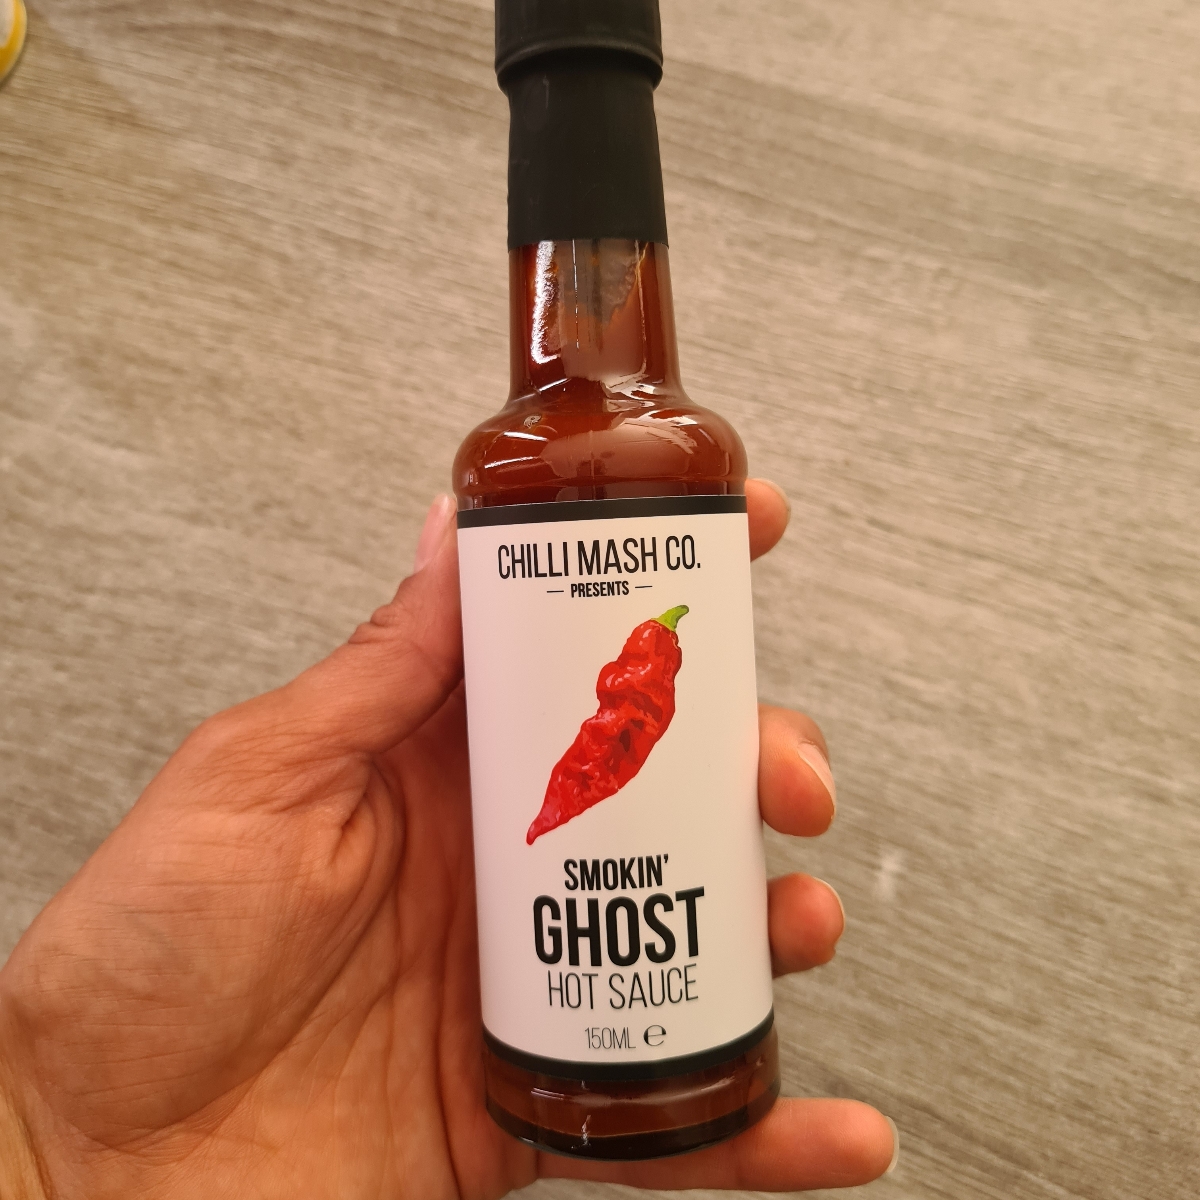 CHILLI MASH CO.
— PRESENTS —
SMOKIN'
GHOST
HOT SAUCE
150ML ℮